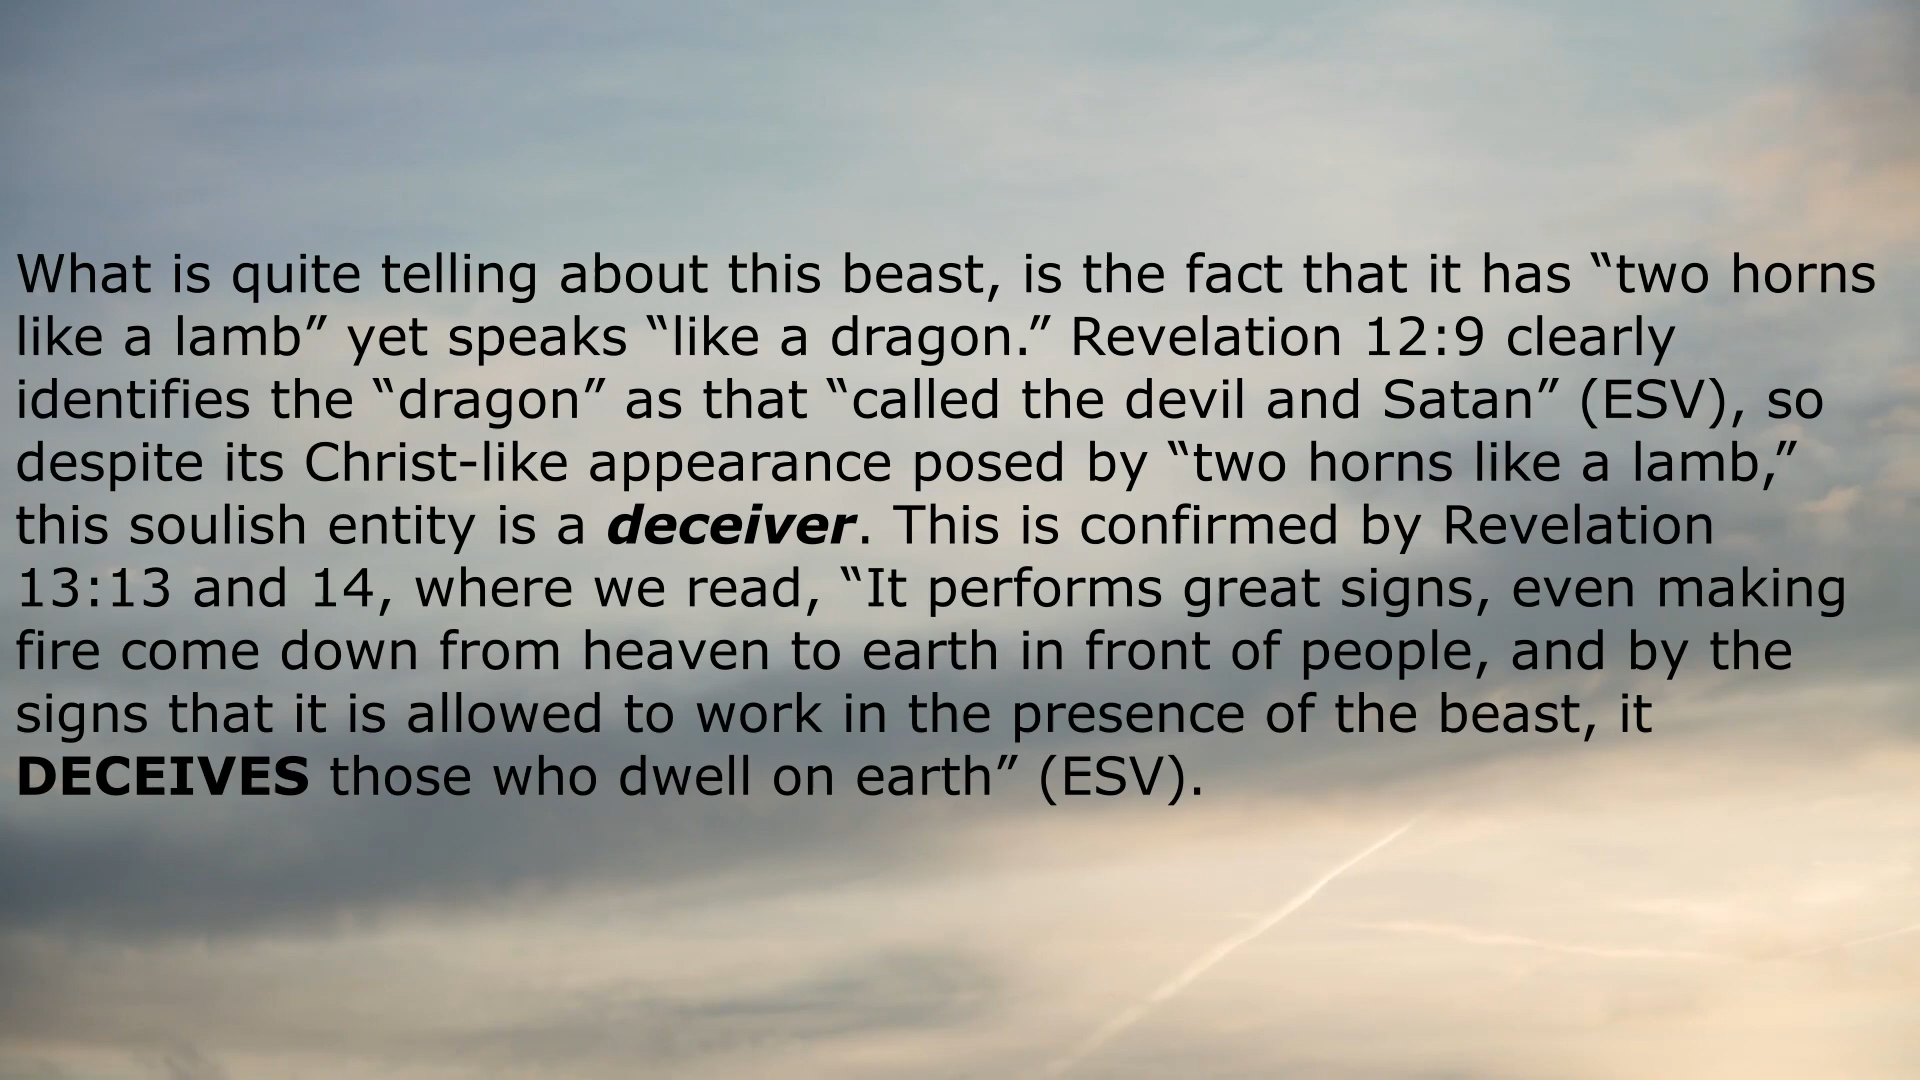 What is quite telling about this beast, is the fact that it has “two horns
like a lamb” yet speaks “like a dragon.” Revelation 12:9 clearly
identifies the “dragon” as that “called the devil and Satan” (ESV), so
despite its Christ-like appearance posed by “two horns like a lamb,”
this soulish entity is a deceiver. This is confirmed by Revelation
13:13 and 14, where we read, “It performs great signs, even making
fire come down from heaven to earth in front of people, and by the
signs that it is allowed to work in the presence of the beast, it
DECEIVES those who dwell on earth” (ESV).